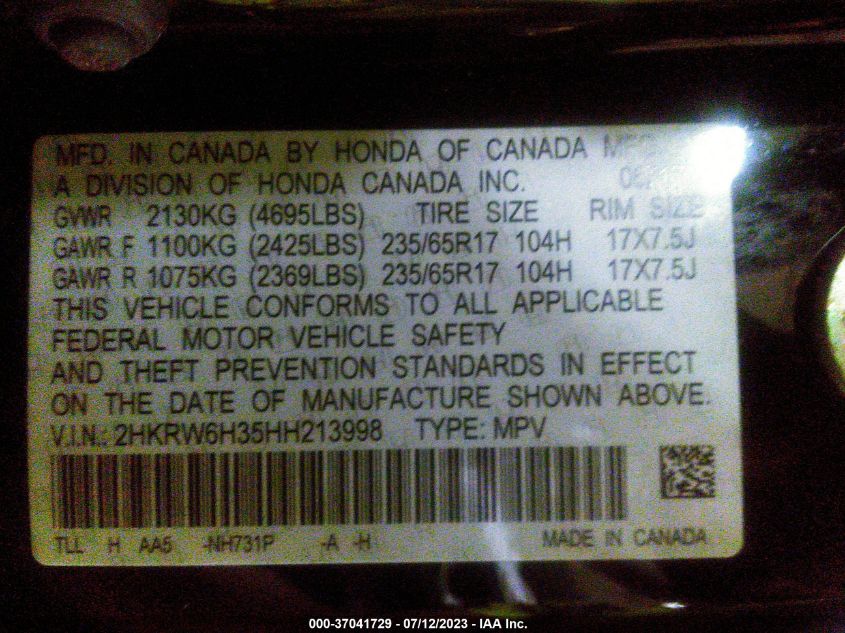 MFD. IN CANADA BY HONDA OF CANADA
A DIVISION OF HONDA CANADA INC.
GVWR 2130KG (4695LBS) TIRE SIZE RIM SIZE
GAWR F 1100KG (2425LBS) 235/65R17 104H 17X7.5J
GAWR R 1075KG (2369LBS) 235/65R17 104H 17X7.5J
THIS VEHICLE CONFORMS TO ALL APPLICABLE
FEDERAL MOTOR VEHICLE SAFETY
AND THEFT PREVENTION STANDARDS IN EFFECT
ON THE DATE OF MANUFACTURE SHOWN ABOVE.
V.I.N.: 2HKRW6H35HH213998 TYPE: MPV
TLL H AA5 -NH731P -A -H MADE IN CANADA
000-37041729 - 07/12/2023 - IAA Inc.